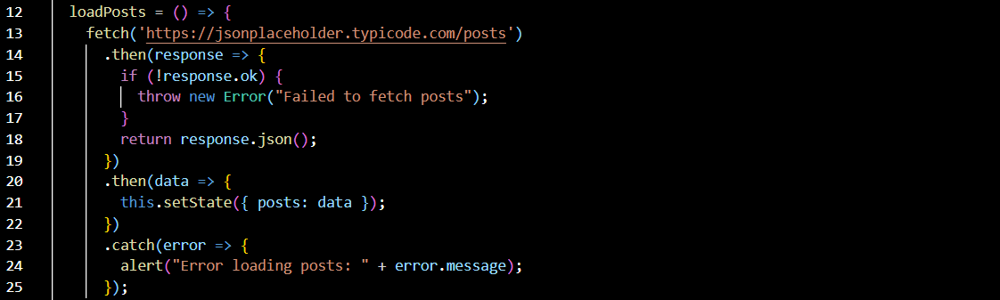 12 loadPosts = () => {
13 fetch('https://jsonplaceholder.typicode.com/posts')
14 .then(response => {
15 if (!response.ok) {
16 throw new Error("Failed to fetch posts");
17 }
18 return response.json();
19 })
20 .then(data => {
21 this.setState({ posts: data });
22 })
23 .catch(error => {
24 alert("Error loading posts: " + error.message);
25 });